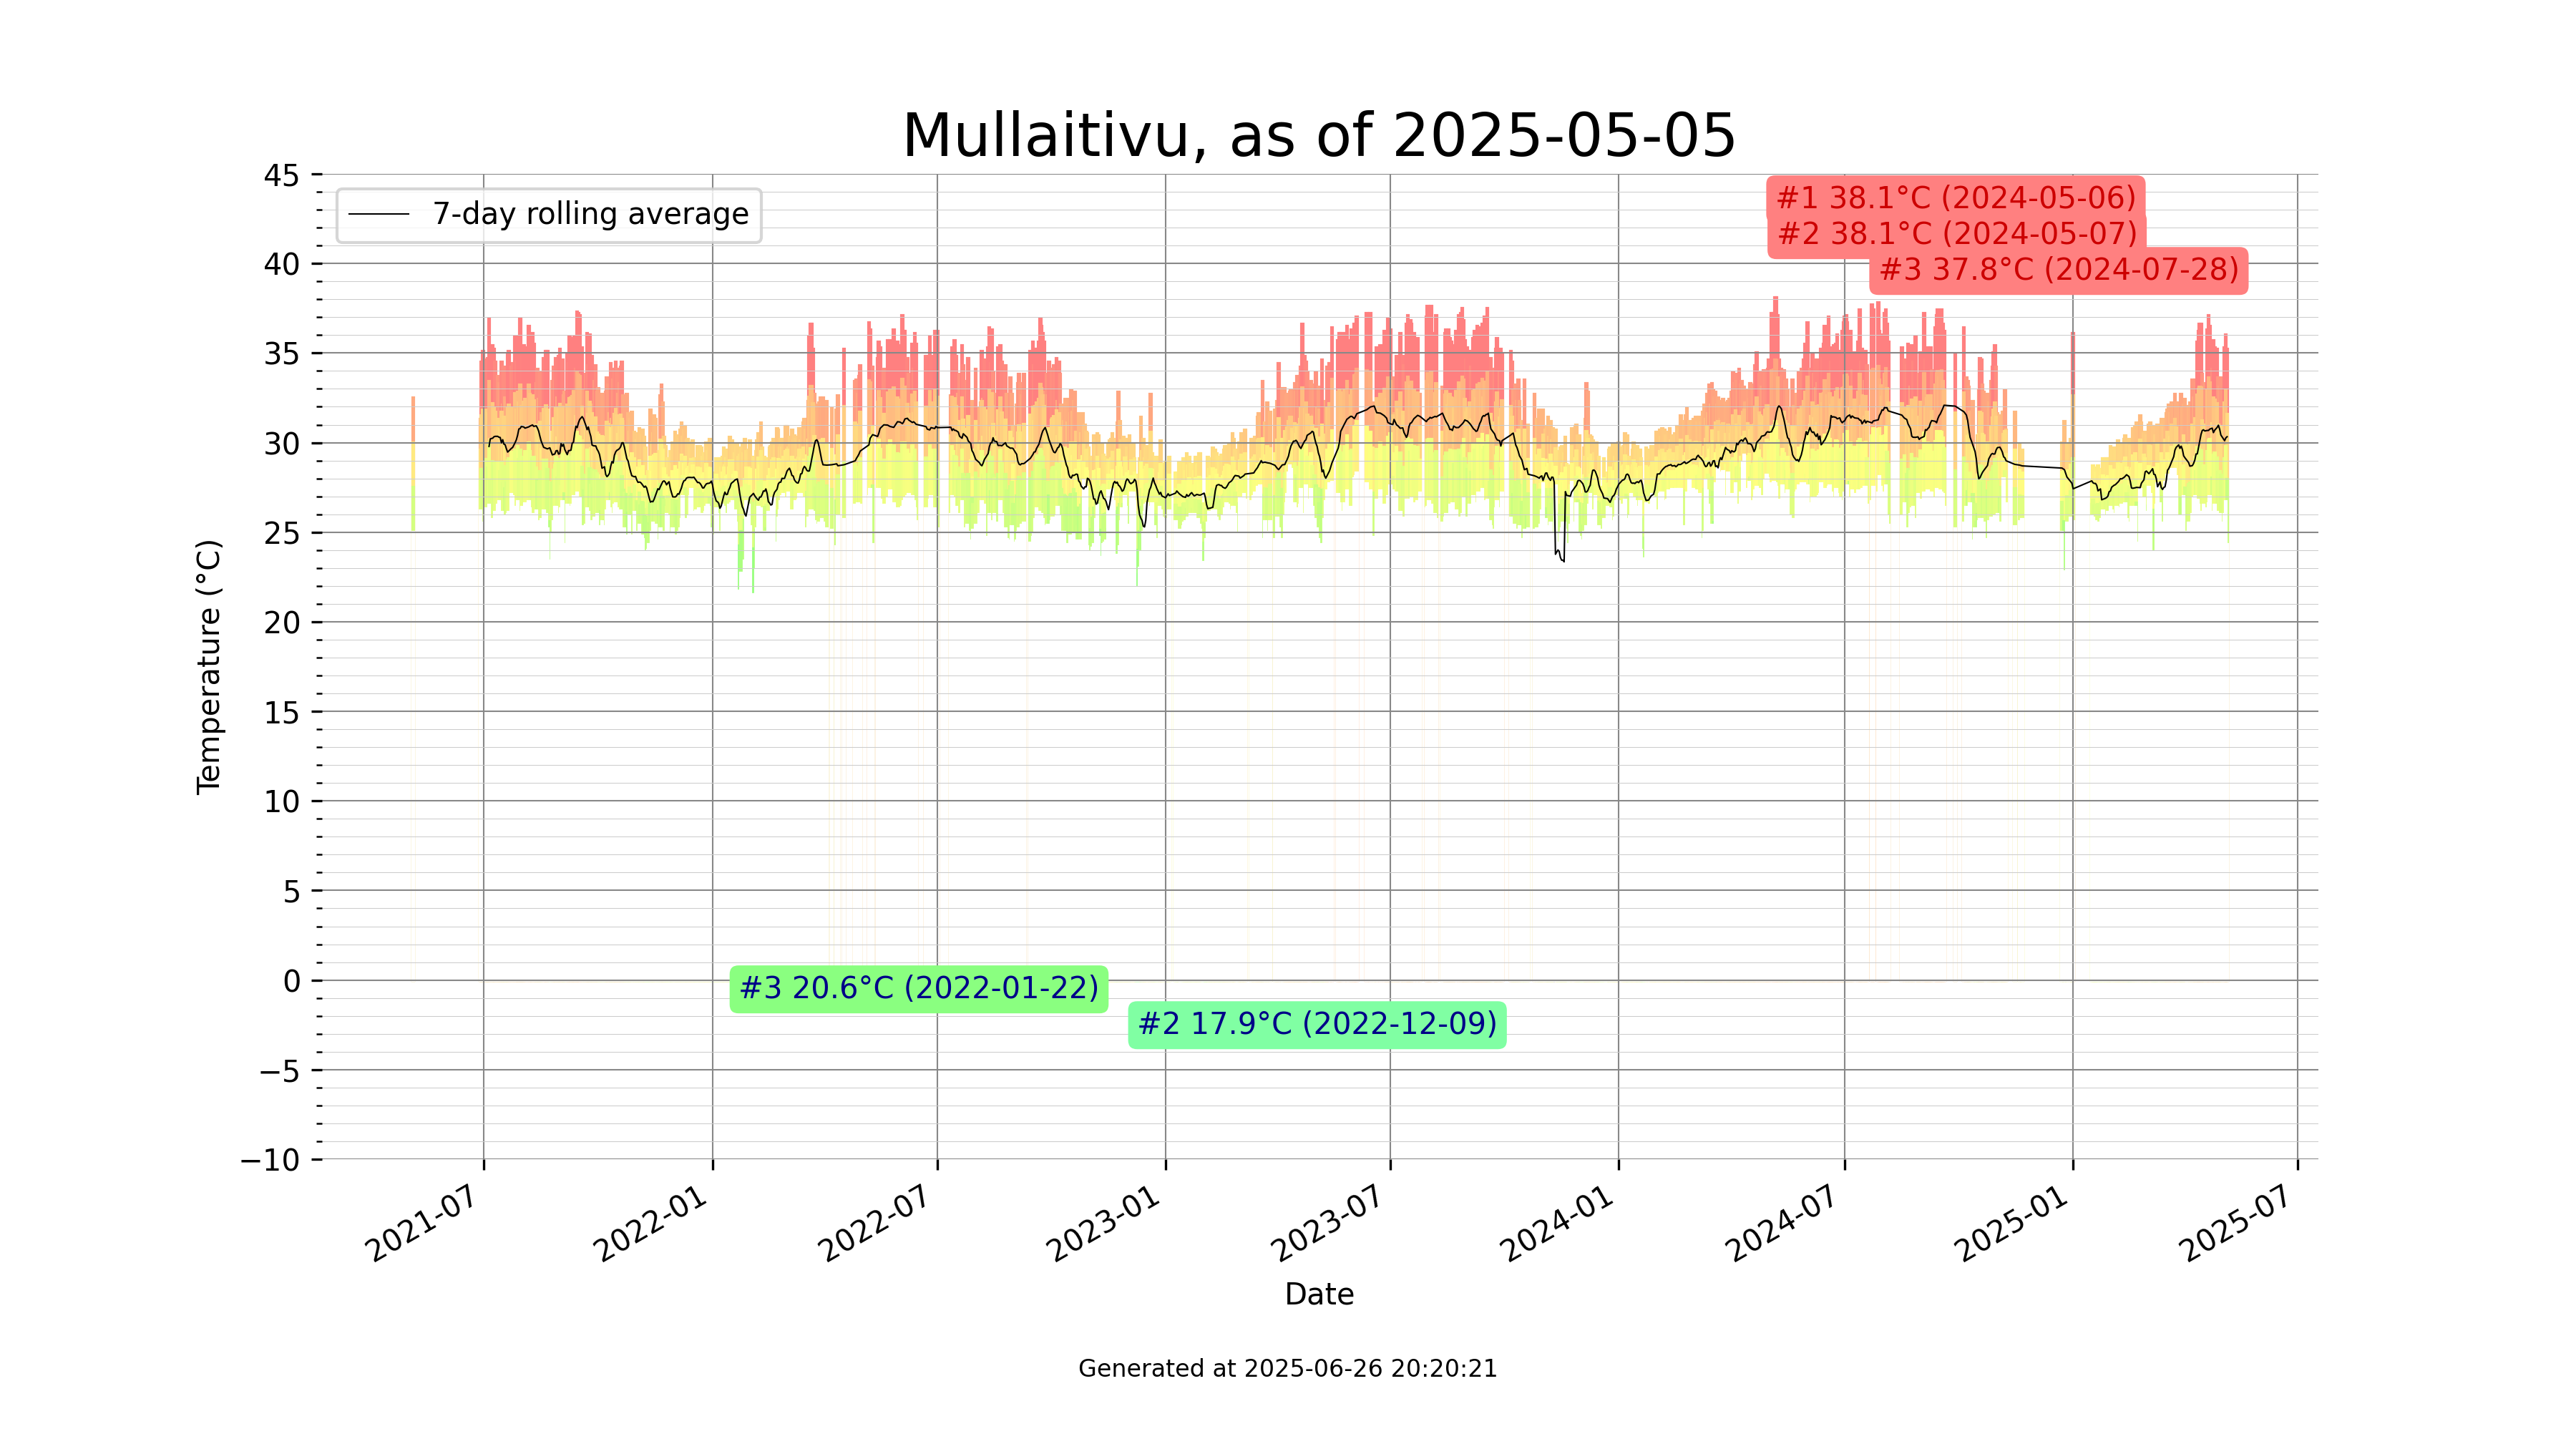 Mullaitivu, as of 2025-05-05
7-day rolling average
#1 38.1°C (2024-05-06)
#2 38.1°C (2024-05-07)
#3 37.8°C (2024-07-28)
#3 20.6°C (2022-01-22)
#2 17.9°C (2022-12-09)
Temperature (°C)
45
40
35
30
25
20
15
10
5
0
−5
−10
2021-07
2022-01
2022-07
2023-01
2023-07
2024-01
2024-07
2025-01
2025-07
Date
Generated at 2025-06-26 20:20:21